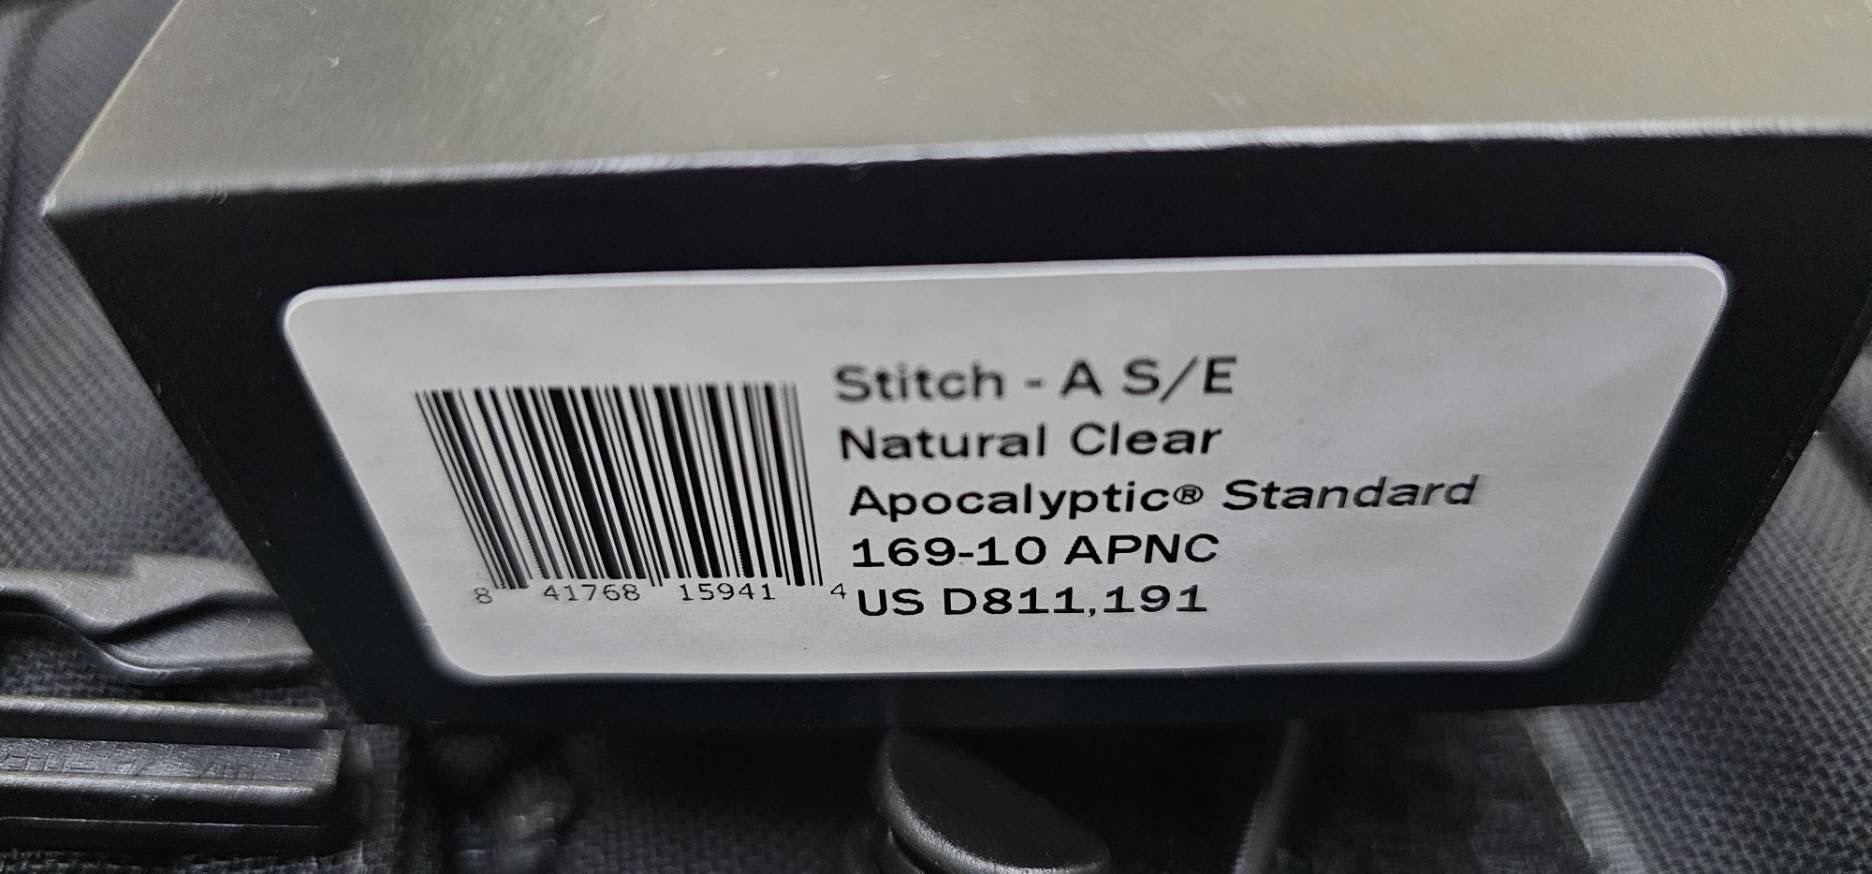 Stitch - A S/E
Natural Clear
Apocalyptic® Standard
169-10 APNC
US D811,191
8 41768 15941 4